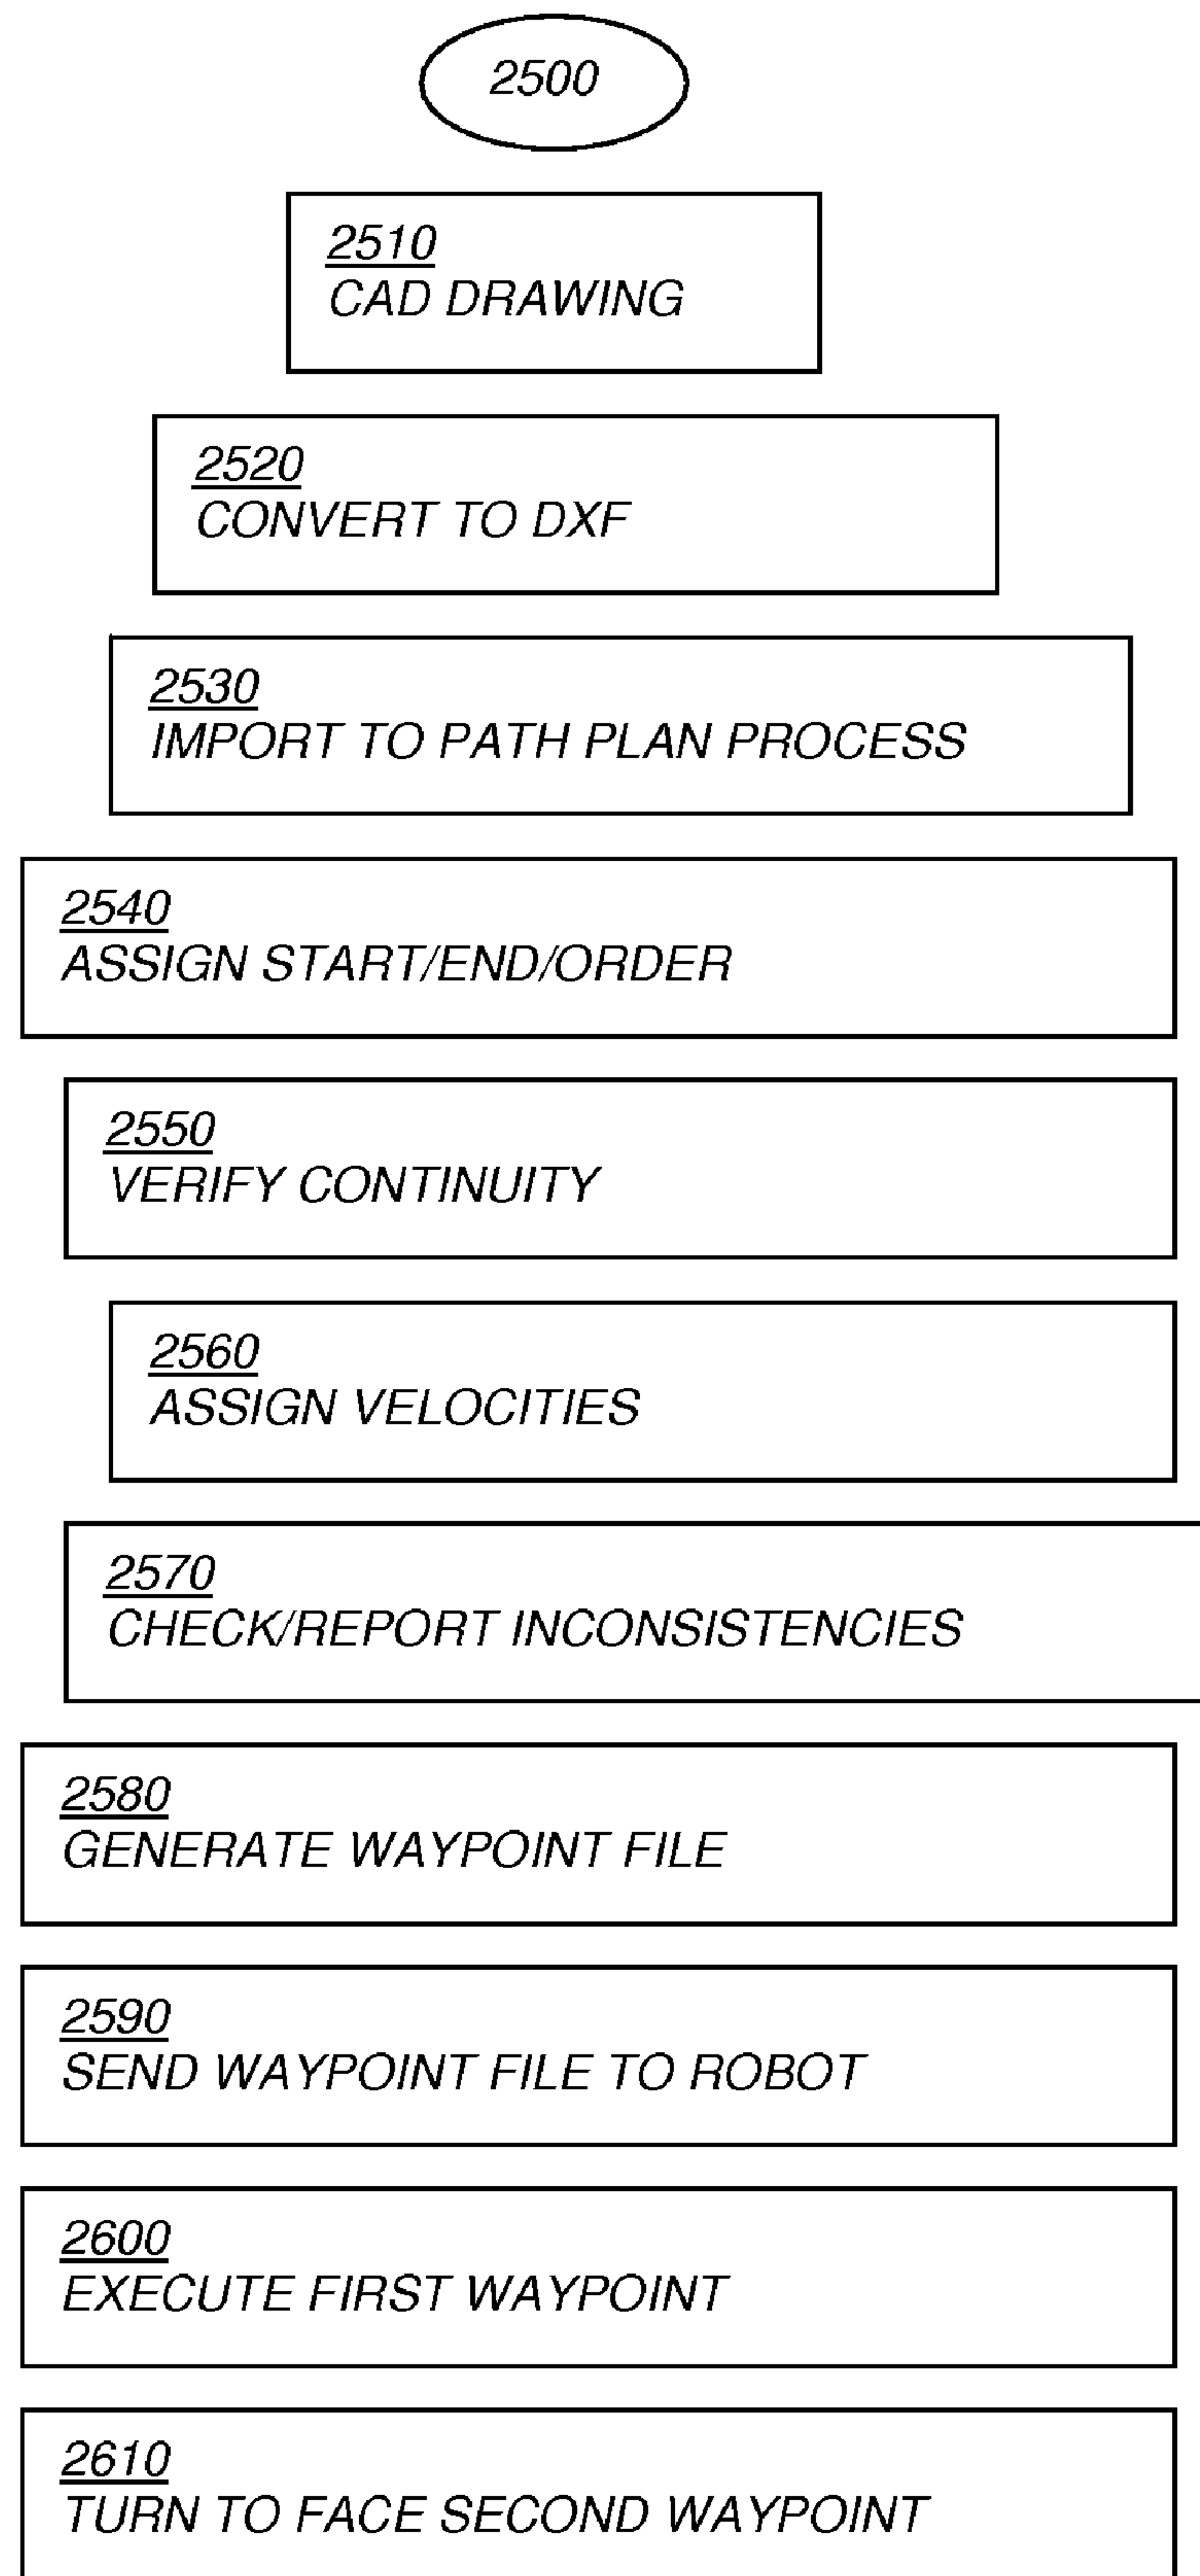 2500
2510
CAD DRAWING
2520
CONVERT TO DXF
2530
IMPORT TO PATH PLAN PROCESS
2540
ASSIGN START/END/ORDER
2550
VERIFY CONTINUITY
2560
ASSIGN VELOCITIES
2570
CHECK/REPORT INCONSISTENCIES
2580
GENERATE WAYPOINT FILE
2590
SEND WAYPOINT FILE TO ROBOT
2600
EXECUTE FIRST WAYPOINT
2610
TURN TO FACE SECOND WAYPOINT